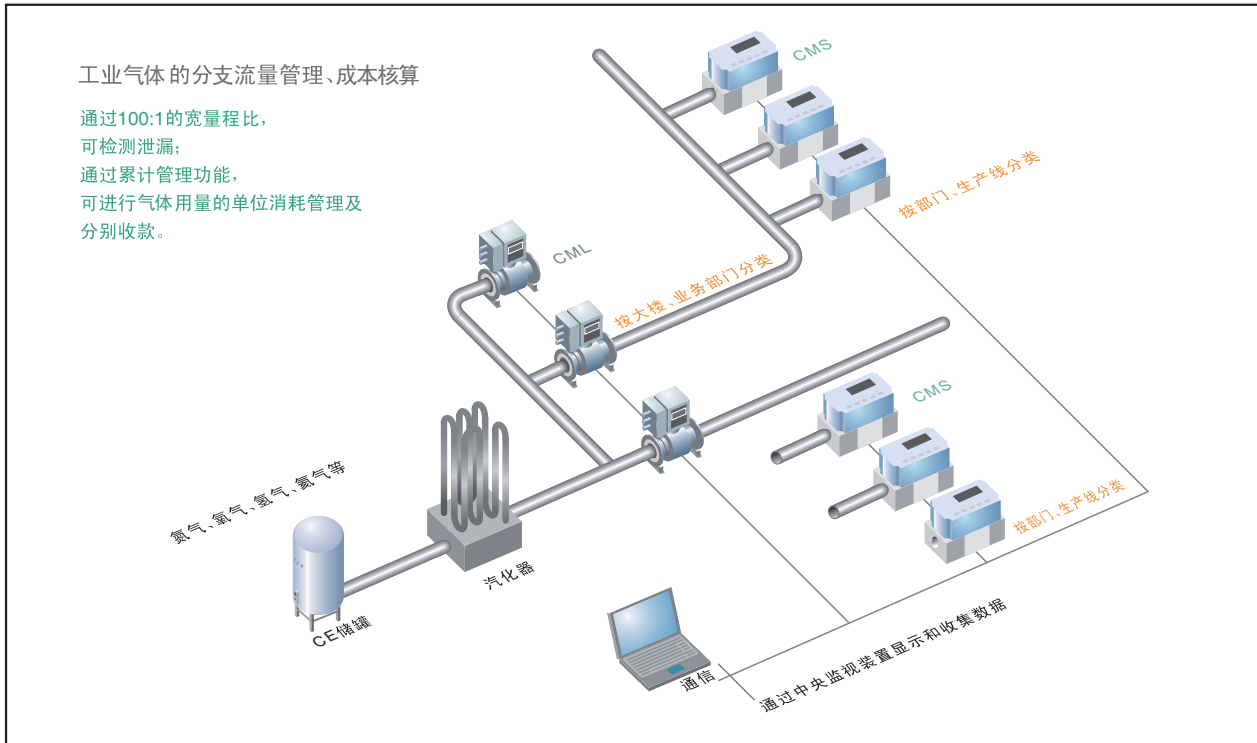 工业气体的分支流量管理、成本核算
通过100:1的宽量程比，
可检测泄漏；
通过累计管理功能，
可进行气体用量的单位消耗管理及
分别收款。
CMS
按部门、生产线分类
CML
按大楼、业务部门分类
CMS
按部门、生产线分类
氮气、氧气、氢气、氦气等
汽化器
CE储罐
通信
通过中央监视装置显示和收集数据